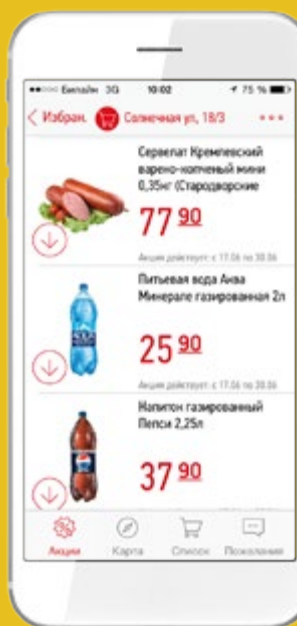 Билайн 3G 10:02 75 %
Избран. Солнечная ул, 18/3
Сервелат Кремлевский
варено-копченый мини
0,35кг (Стародворские
77 90
Акция действует: с 17.06 по 30.06
Питьевая вода Аква
Минерале газированная 2л
25 90
Акция действует: с 17.06 по 30.06
Напиток газированный
Пепси 2,25л
37 90
Акции Карта Список Пожелания